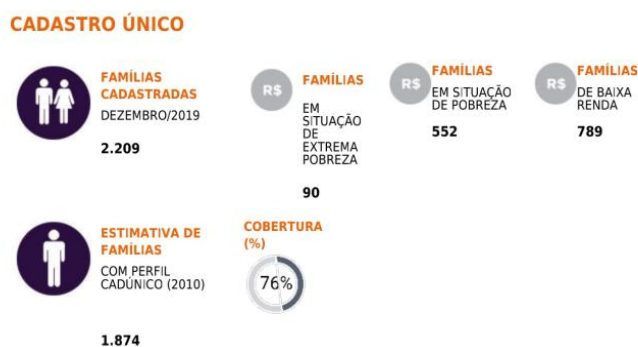 CADASTRO ÚNICO
FAMÍLIAS
CADASTRADAS
DEZEMBRO/2019
2.209
R$
FAMÍLIAS
EM
SITUAÇÃO
DE
EXTREMA
POBREZA
90
R$
FAMÍLIAS
EM SITUAÇÃO
DE POBREZA
552
R$
FAMÍLIAS
DE BAIXA
RENDA
789
ESTIMATIVA DE
FAMÍLIAS
COM PERFIL
CADÚNICO (2010)
1.874
COBERTURA
(%)
76%